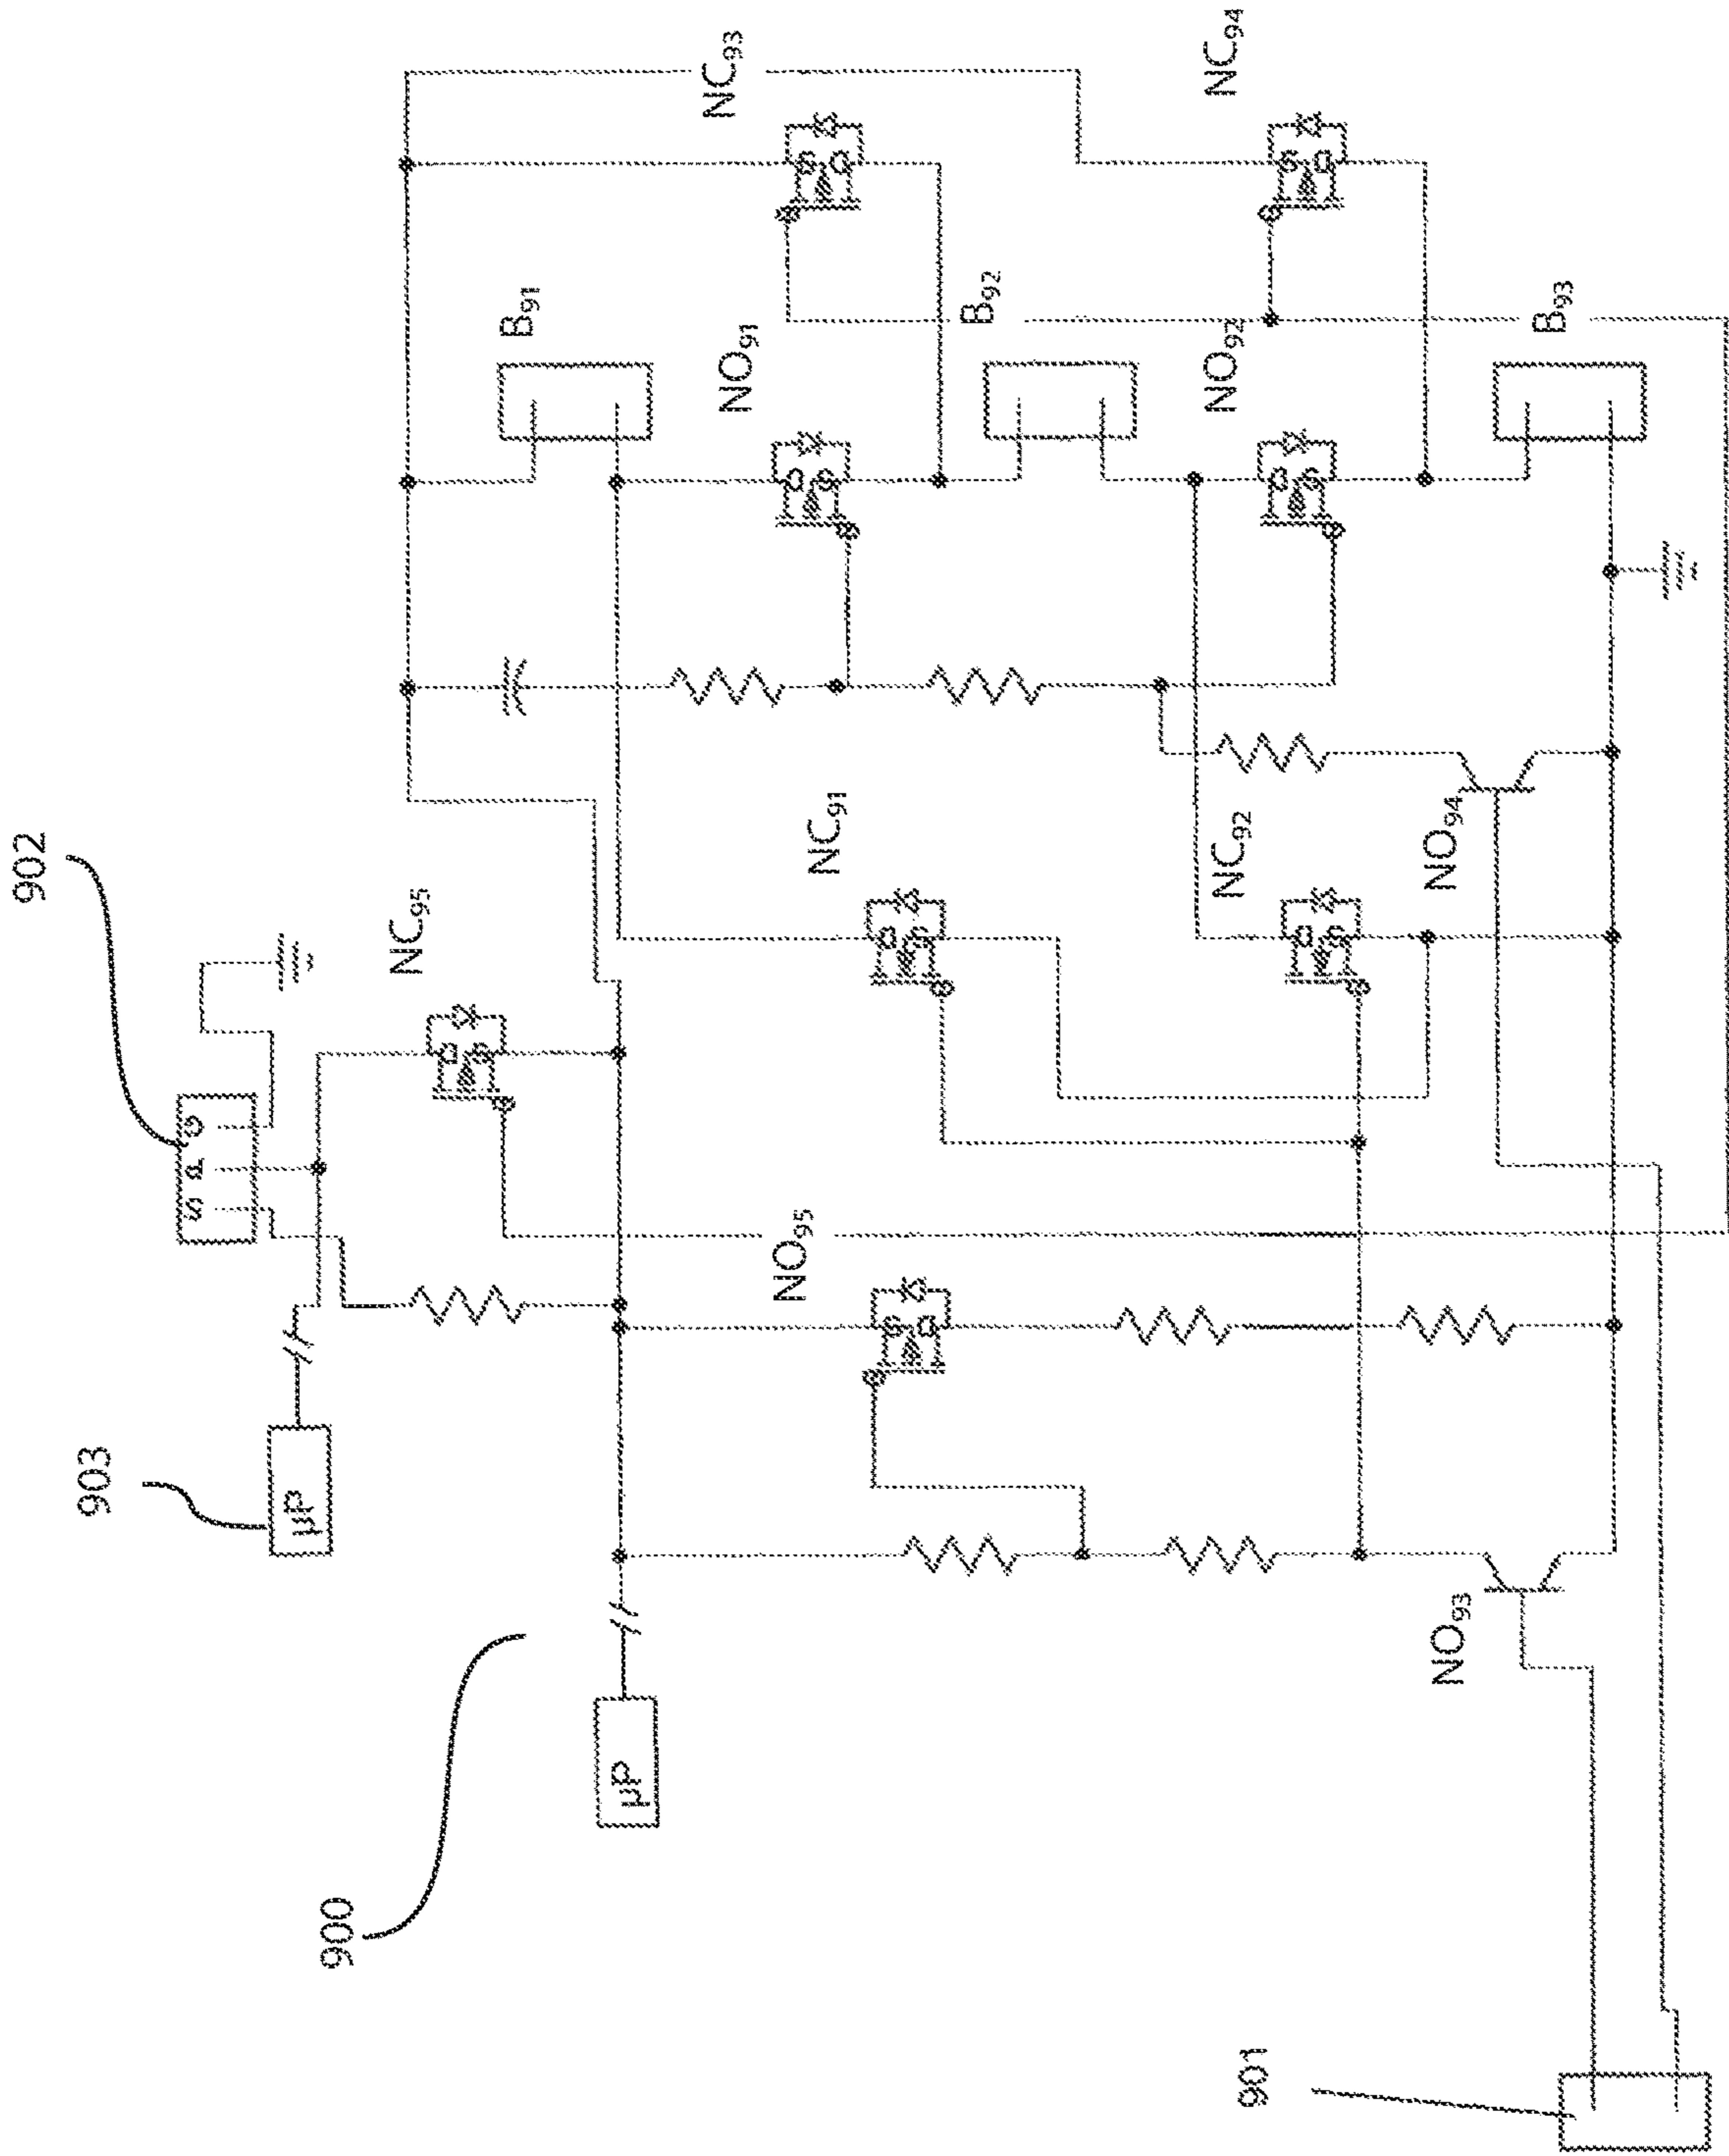 900
901
902
903
μP
μP
S P G
NC₉₅
NO₉₅
NC₉₁
NC₉₂
NO₉₃
NO₉₄
NO₉₁
NO₉₂
B₉₁
B₉₂
B₉₃
NC₉₃
NC₉₄